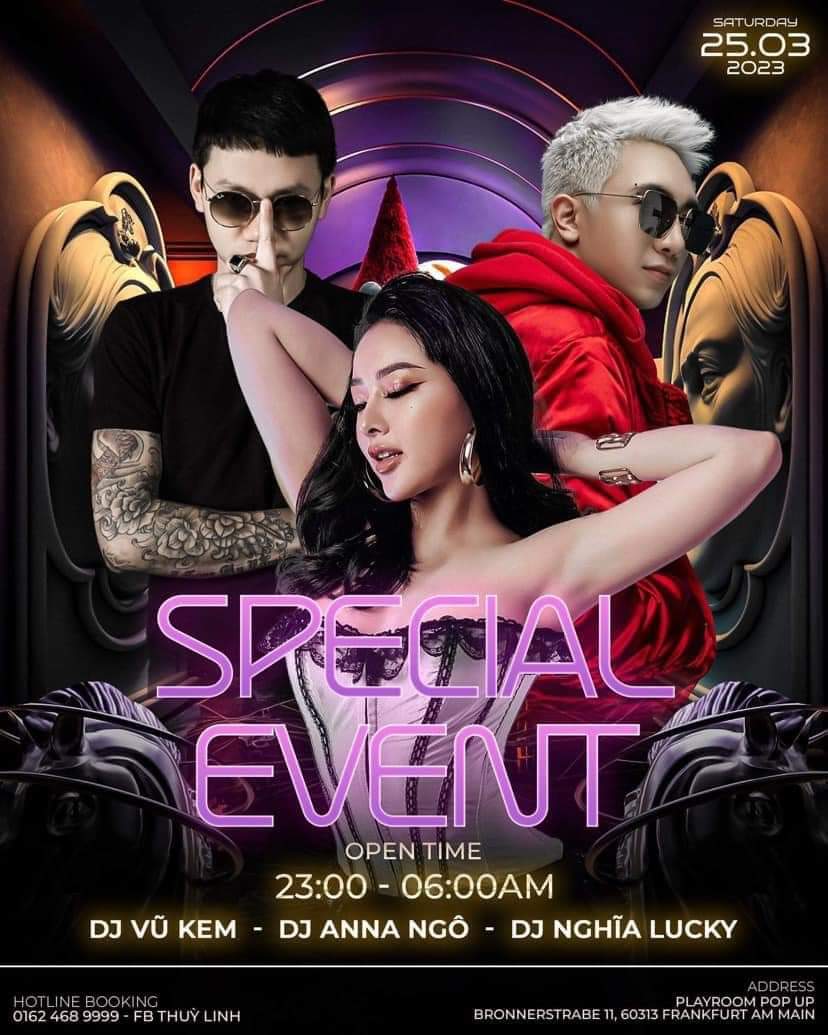 SATURDAY
25.03
2023
SPECIAL
EVENT
OPEN TIME
23:00 - 06:00AM
DJ VŨ KEM - DJ ANNA NGÔ - DJ NGHĨA LUCKY
HOTLINE BOOKING
0162 468 9999 - FB THUỲ LINH
ADDRESS
PLAYROOM POP UP
BRONNERSTRABE 11, 60313 FRANKFURT AM MAIN